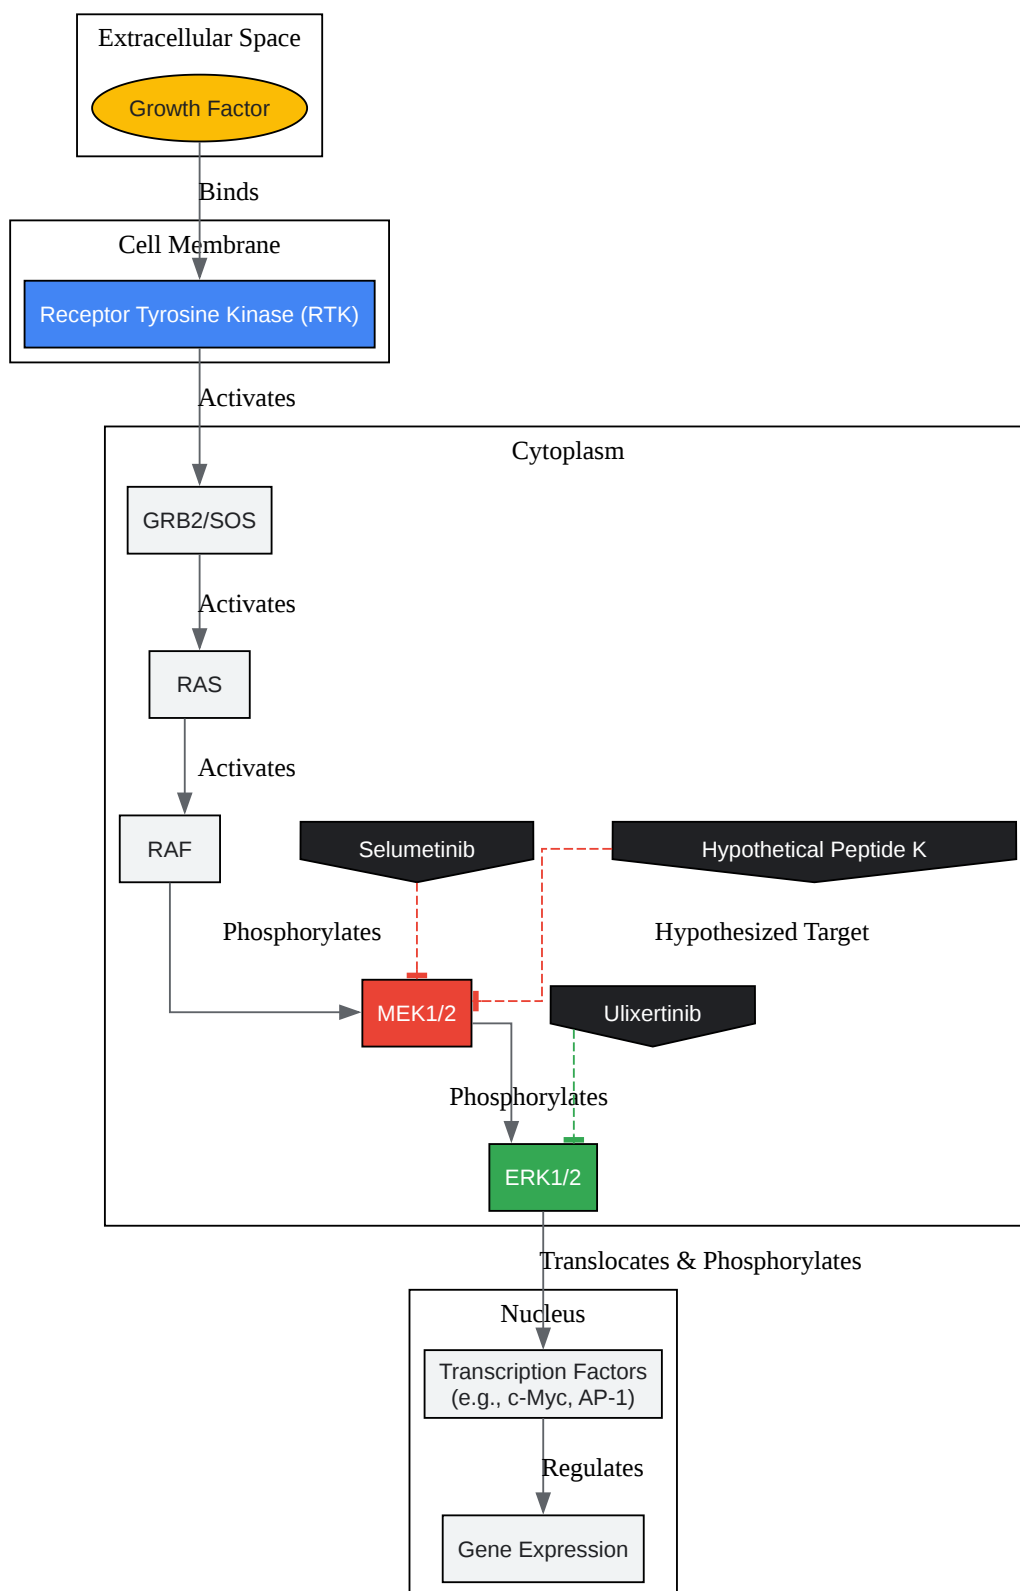 Extracellular Space
Growth Factor
Binds
Cell Membrane
Receptor Tyrosine Kinase (RTK)
Activates
Cytoplasm
GRB2/SOS
Activates
RAS
Activates
RAF
Selumetinib
Hypothetical Peptide K
Phosphorylates
Hypothesized Target
MEK1/2
Ulixertinib
Phosphorylates
ERK1/2
Translocates & Phosphorylates
Nucleus
Transcription Factors
(e.g., c-Myc, AP-1)
Regulates
Gene Expression